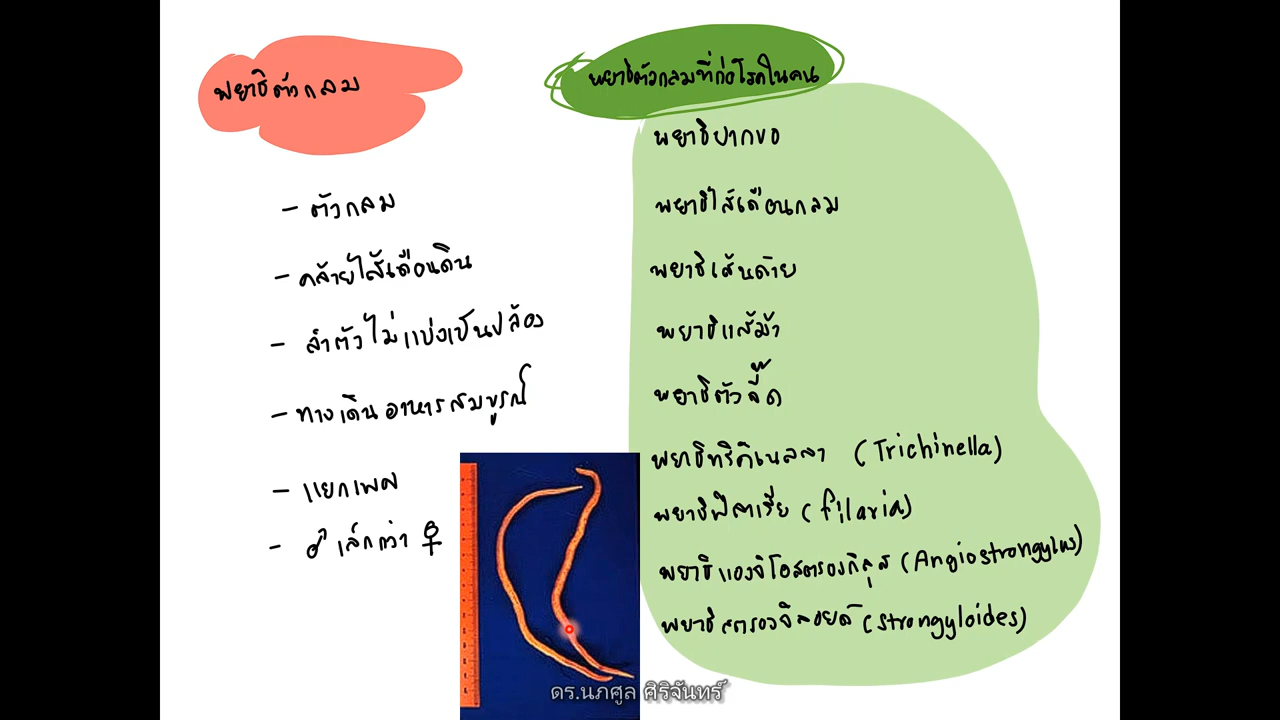 พยาธิตัวกลม
- ตัวกลม
- คล้ายไส้เดือนดิน
- ลำตัวไม่แบ่งเป็นปล้อง
- ทางเดินอาหารสมบูรณ์
- แยกเพศ
- ♂ เล็กกว่า ♀
พยาธิตัวกลมที่ก่อโรคในคน
พยาธิปากขอ
พยาธิไส้เดือนกลม
พยาธิเส้นด้าย
พยาธิแส้ม้า
พยาธิตัวจี๊ด
พยาธิทริคิเนลลา (Trichinella)
พยาธิฟิลาเรีย (filaria)
พยาธิแองจิโอสตรองกิลุส (Angiostrongylus)
พยาธิสตรองจิลอยด์ (strongyloides)
ดร.นภศูล ศิริจันทร์